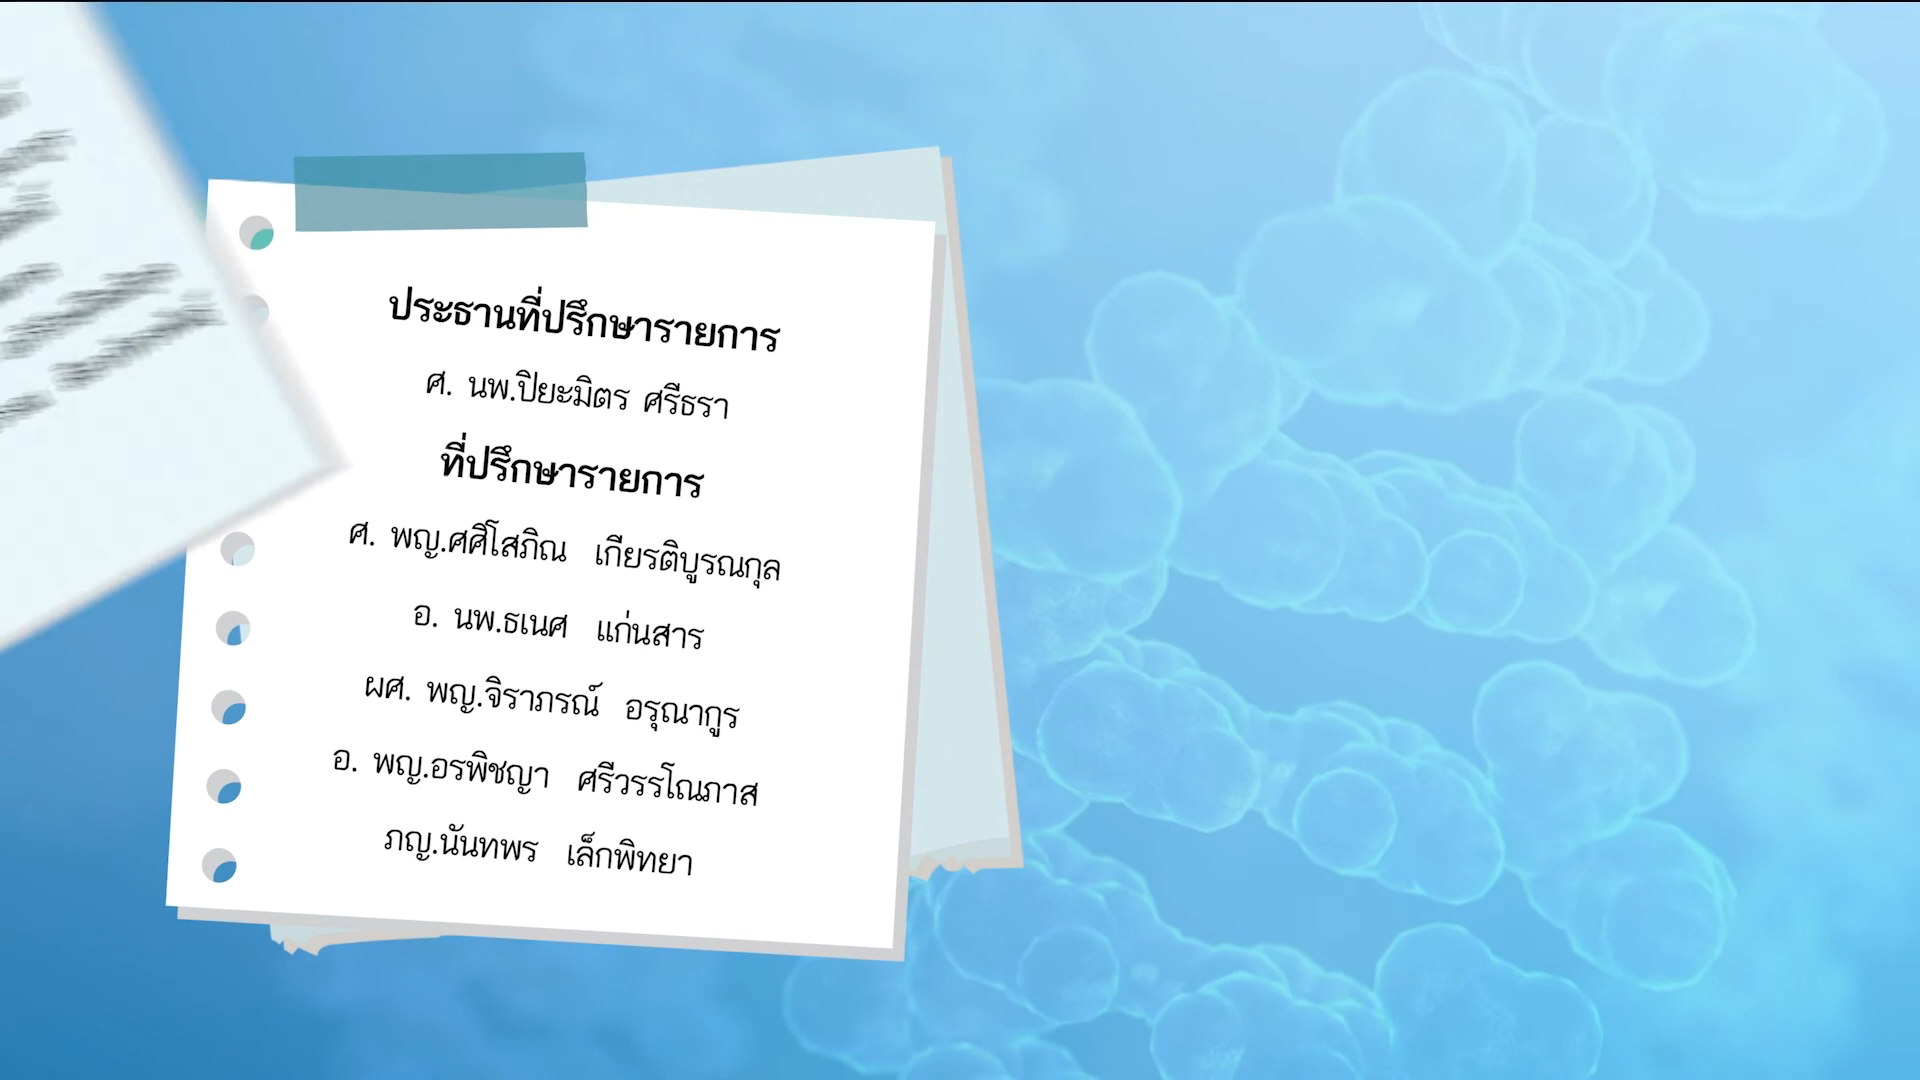 ประธานที่ปรึกษารายการ
ศ. นพ.ปิยะมิตร ศรีธรา
ที่ปรึกษารายการ
ศ. พญ.ศศิโสภิณ เกียรติบูรณกุล
อ. นพ.ธเนศ แก่นสาร
ผศ. พญ.จิราภรณ์ อรุณากูร
อ. พญ.อรพิชญา ศรีวรรโณภาส
ภญ.นันทพร เล็กพิทยา